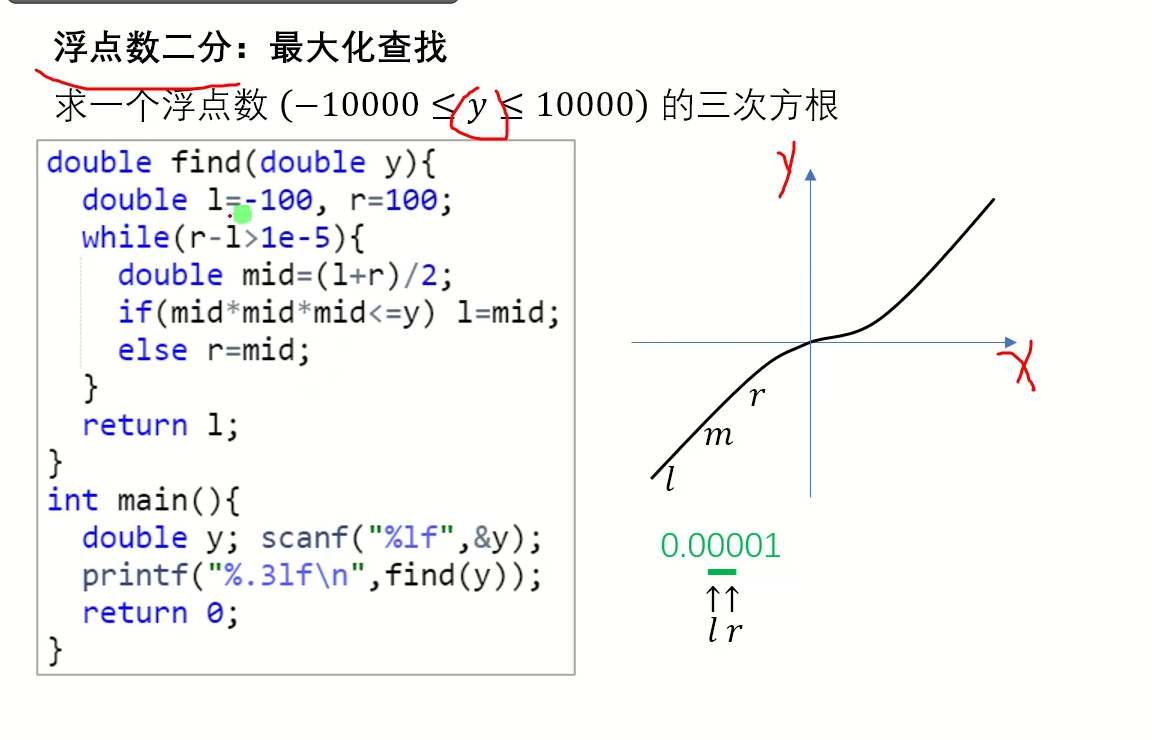 浮点数二分：最大化查找
求一个浮点数 (−10000 ≤ y ≤ 10000) 的三次方根
double find(double y){
  double l=-100, r=100;
  while(r-l>1e-5){
    double mid=(l+r)/2;
    if(mid*mid*mid<=y) l=mid;
    else r=mid;
  }
  return l;
}
int main(){
  double y; scanf("%lf",&y);
  printf("%.3lf\n",find(y));
  return 0;
}
y
x
r
m
l
0.00001
↑↑
l r